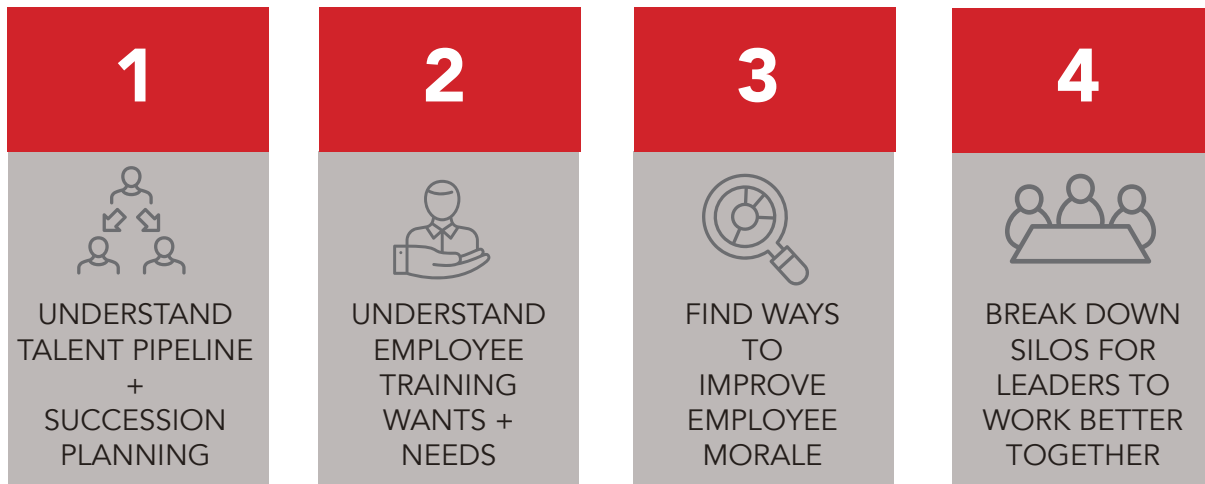 1
UNDERSTAND
TALENT PIPELINE
+
SUCCESSION
PLANNING
2
UNDERSTAND
EMPLOYEE
TRAINING
WANTS +
NEEDS
3
FIND WAYS
TO
IMPROVE
EMPLOYEE
MORALE
4
BREAK DOWN
SILOS FOR
LEADERS TO
WORK BETTER
TOGETHER